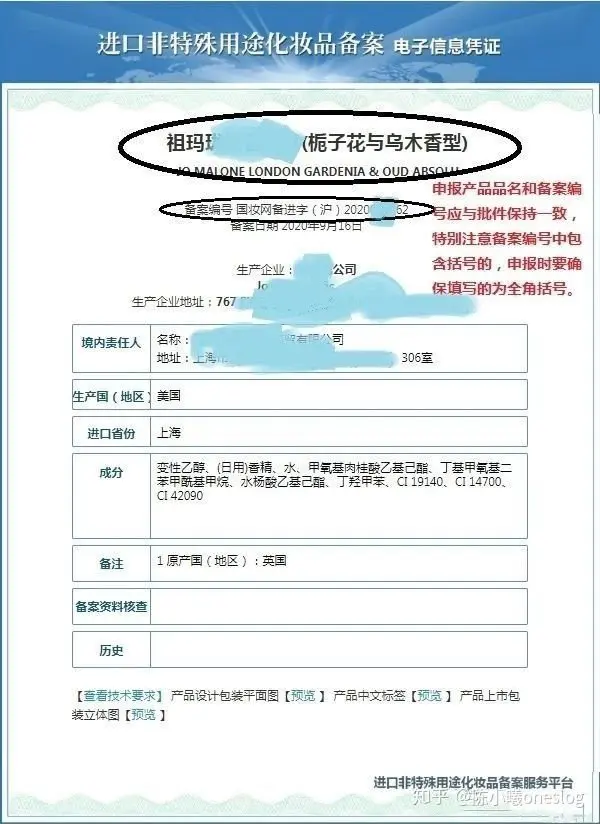 进口非特殊用途化妆品备案 电子信息凭证
祖玛 (栀子花与乌木香型)
JO MALONE LONDON GARDENIA & OUD ABSOLU
备案编号 国妆网备进字（沪）2020 62
备案日期 2020年9月16日
申报产品品名和备案编
号应与批件保持一致，
特别注意备案编号中包
含括号的，申报时要确
保填写的为全角括号。
生产企业： 公司
Jo
生产企业地址：767
境内责任人
名称： 贸有限公司
地址：上海市 306室
生产国（地区）
美国
进口省份
上海
成分
变性乙醇、(日用)香精、水、甲氧基肉桂酸乙基己酯、丁基甲氧基二
苯甲酰基甲烷、水杨酸乙基己酯、丁羟甲苯、CI 19140、CI 14700、
CI 42090
备注
1 原产国（地区）：英国
备案资料核查
历史
【查看技术要求】 产品设计包装平面图【预览 】 产品中文标签【预览 】 产品上市包
装立体图【预览 】
进口非特殊用途化妆品备案服务平台
知乎 @陈小曦oneslog